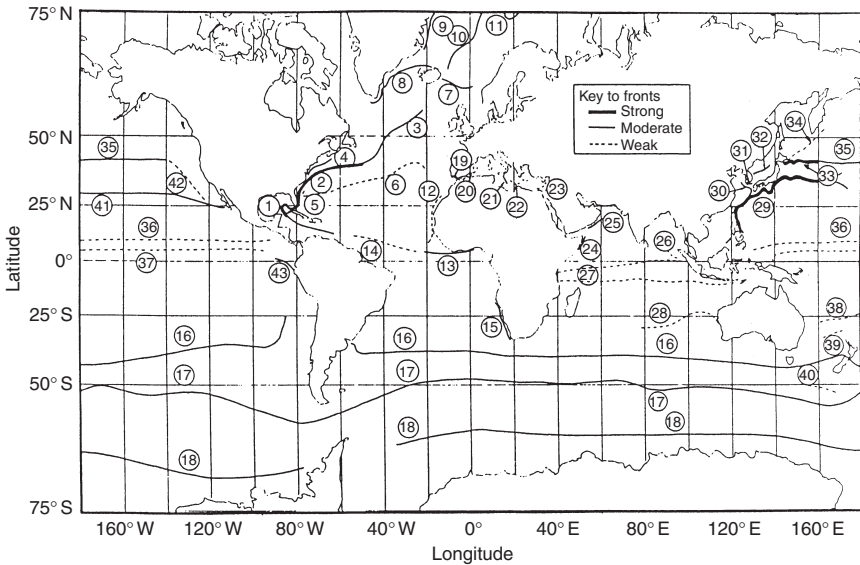 75° N
9
10
11
8
7
Key to fronts
Strong
Moderate
Weak
50° N
3
34
32
31
35
4
19
35
33
42
2
6
12
20
21
22
23
30
29
41
25° N
1
5
25
36
14
26
24
36
Latitude
37
0°
43
13
27
28
38
25° S
16
16
15
16
39
17
17
17
40
50° S
18
18
18
75° S
160° W
120° W
80° W
40° W
0°
40° E
80° E
120° E
160° E
Longitude